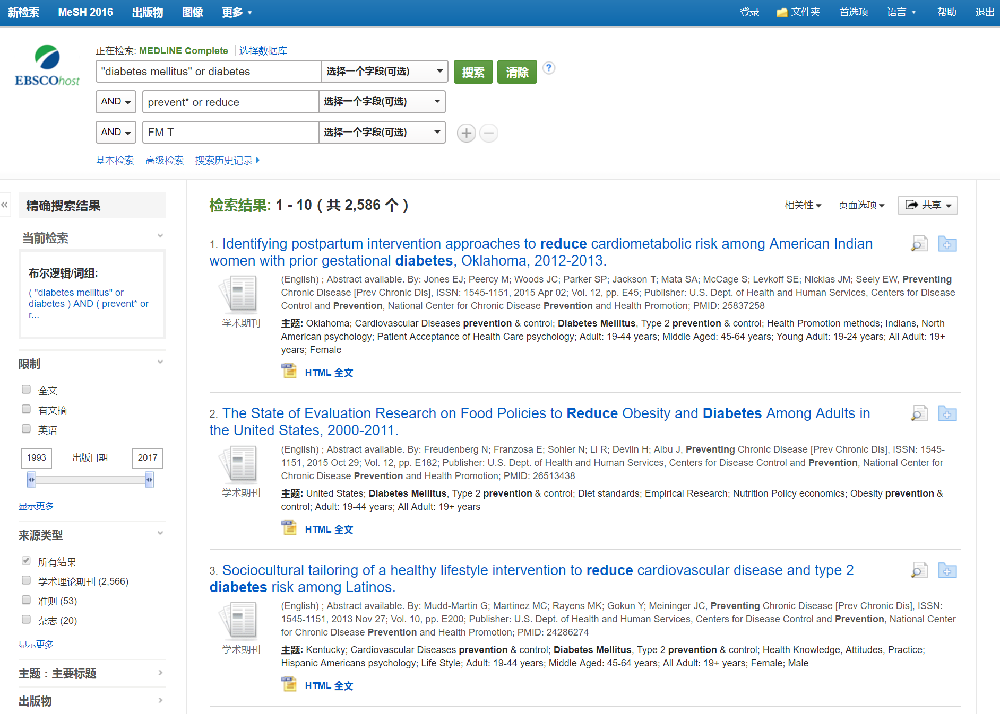 新检索 MeSH 2016 出版物 图像 更多 登录 文件夹 首选项 语言 帮助 退出
EBSCOhost
正在检索: MEDLINE Complete 选择数据库
"diabetes mellitus" or diabetes 选择一个字段(可选) 搜索 清除 ?
AND prevent* or reduce 选择一个字段(可选)
AND FM T 选择一个字段(可选)
基本检索 高级检索 搜索历史记录
精确搜索结果
当前检索
布尔逻辑/词组:
( "diabetes mellitus" or
diabetes ) AND ( prevent* or
r...
限制
全文
有文摘
英语
1993 出版日期 2017
显示更多
来源类型
所有结果
学术理论期刊 (2,566)
准则 (53)
杂志 (20)
显示更多
主题：主要标题
出版物
检索结果: 1 - 10 ( 共 2,586 个 ) 相关性 页面选项 共享
1. Identifying postpartum intervention approaches to reduce cardiometabolic risk among American Indian
women with prior gestational diabetes, Oklahoma, 2012-2013.
学术期刊
(English) ; Abstract available. By: Jones EJ; Peercy M; Woods JC; Parker SP; Jackson T; Mata SA; McCage S; Levkoff SE; Nicklas JM; Seely EW, Preventing
Chronic Disease [Prev Chronic Dis], ISSN: 1545-1151, 2015 Apr 02; Vol. 12, pp. E45; Publisher: U.S. Dept. of Health and Human Services, Centers for Disease
Control and Prevention, National Center for Chronic Disease Prevention and Health Promotion; PMID: 25837258
主题: Oklahoma; Cardiovascular Diseases prevention & control; Diabetes Mellitus, Type 2 prevention & control; Health Promotion methods; Indians, North
American psychology; Patient Acceptance of Health Care psychology; Adult: 19-44 years; Middle Aged: 45-64 years; Young Adult: 19-24 years; All Adult: 19+
years; Female
HTML 全文
2. The State of Evaluation Research on Food Policies to Reduce Obesity and Diabetes Among Adults in
the United States, 2000-2011.
学术期刊
(English) ; Abstract available. By: Freudenberg N; Franzosa E; Sohler N; Li R; Devlin H; Albu J, Preventing Chronic Disease [Prev Chronic Dis], ISSN: 1545-
1151, 2015 Oct 29; Vol. 12, pp. E182; Publisher: U.S. Dept. of Health and Human Services, Centers for Disease Control and Prevention, National Center for
Chronic Disease Prevention and Health Promotion; PMID: 26513438
主题: United States; Diabetes Mellitus, Type 2 prevention & control; Diet standards; Empirical Research; Nutrition Policy economics; Obesity prevention &
control; Adult: 19-44 years; All Adult: 19+ years
HTML 全文
3. Sociocultural tailoring of a healthy lifestyle intervention to reduce cardiovascular disease and type 2
diabetes risk among Latinos.
学术期刊
(English) ; Abstract available. By: Mudd-Martin G; Martinez MC; Rayens MK; Gokun Y; Meininger JC, Preventing Chronic Disease [Prev Chronic Dis], ISSN:
1545-1151, 2013 Nov 27; Vol. 10, pp. E200; Publisher: U.S. Dept. of Health and Human Services, Centers for Disease Control and Prevention, National Center
for Chronic Disease Prevention and Health Promotion; PMID: 24286274
主题: Kentucky; Cardiovascular Diseases prevention & control; Diabetes Mellitus, Type 2 prevention & control; Health Knowledge, Attitudes, Practice;
Hispanic Americans psychology; Life Style; Adult: 19-44 years; Middle Aged: 45-64 years; All Adult: 19+ years; Female; Male
HTML 全文